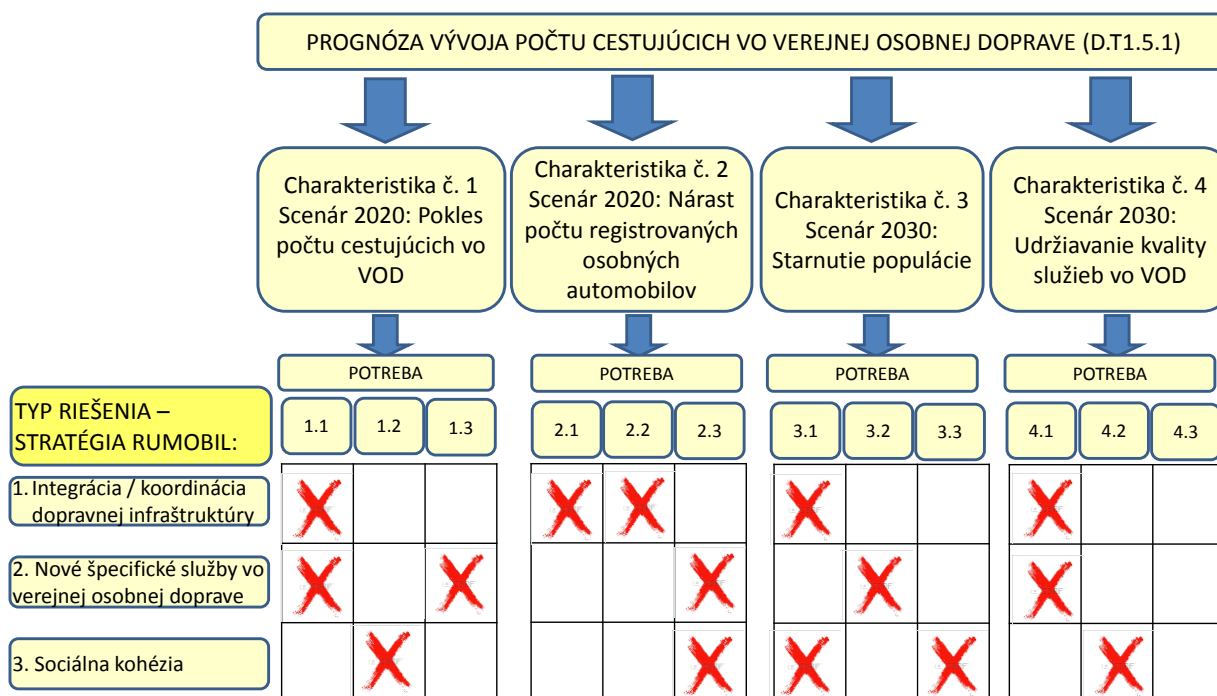 PROGNÓZA VÝVOJA POČTU CESTUJÚCICH VO VEREJNEJ OSOBNEJ DOPRAVE (D.T1.5.1)
Charakteristika č. 1
Scenár 2020: Pokles
počtu cestujúcich vo
VOD
Charakteristika č. 2
Scenár 2020: Nárast
počtu registrovaných
osobných
automobilov
Charakteristika č. 3
Scenár 2030:
Starnutie populácie
Charakteristika č. 4
Scenár 2030:
Udržiavanie kvality
služieb vo VOD
POTREBA
POTREBA
POTREBA
POTREBA
TYP RIEŠENIA –
STRATÉGIA RUMOBIL:
1.1
1.2
1.3
2.1
2.2
2.3
3.1
3.2
3.3
4.1
4.2
4.3
1. Integrácia / koordinácia
dopravnej infraštruktúry
2. Nové špecifické služby vo
verejnej osobnej doprave
3. Sociálna kohézia